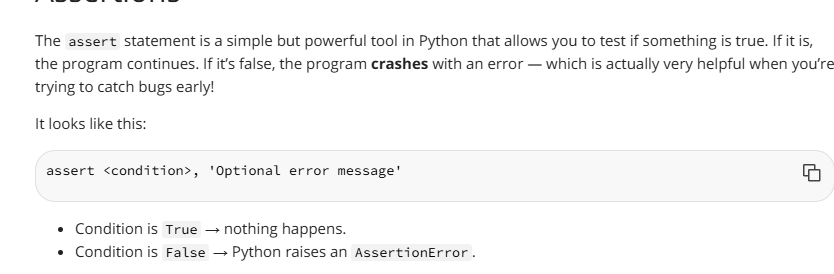 Assertions
The assert statement is a simple but powerful tool in Python that allows you to test if something is true. If it is,
the program continues. If it's false, the program crashes with an error — which is actually very helpful when you're
trying to catch bugs early!
It looks like this:
assert <condition>, 'Optional error message'
• Condition is True → nothing happens.
• Condition is False → Python raises an AssertionError.